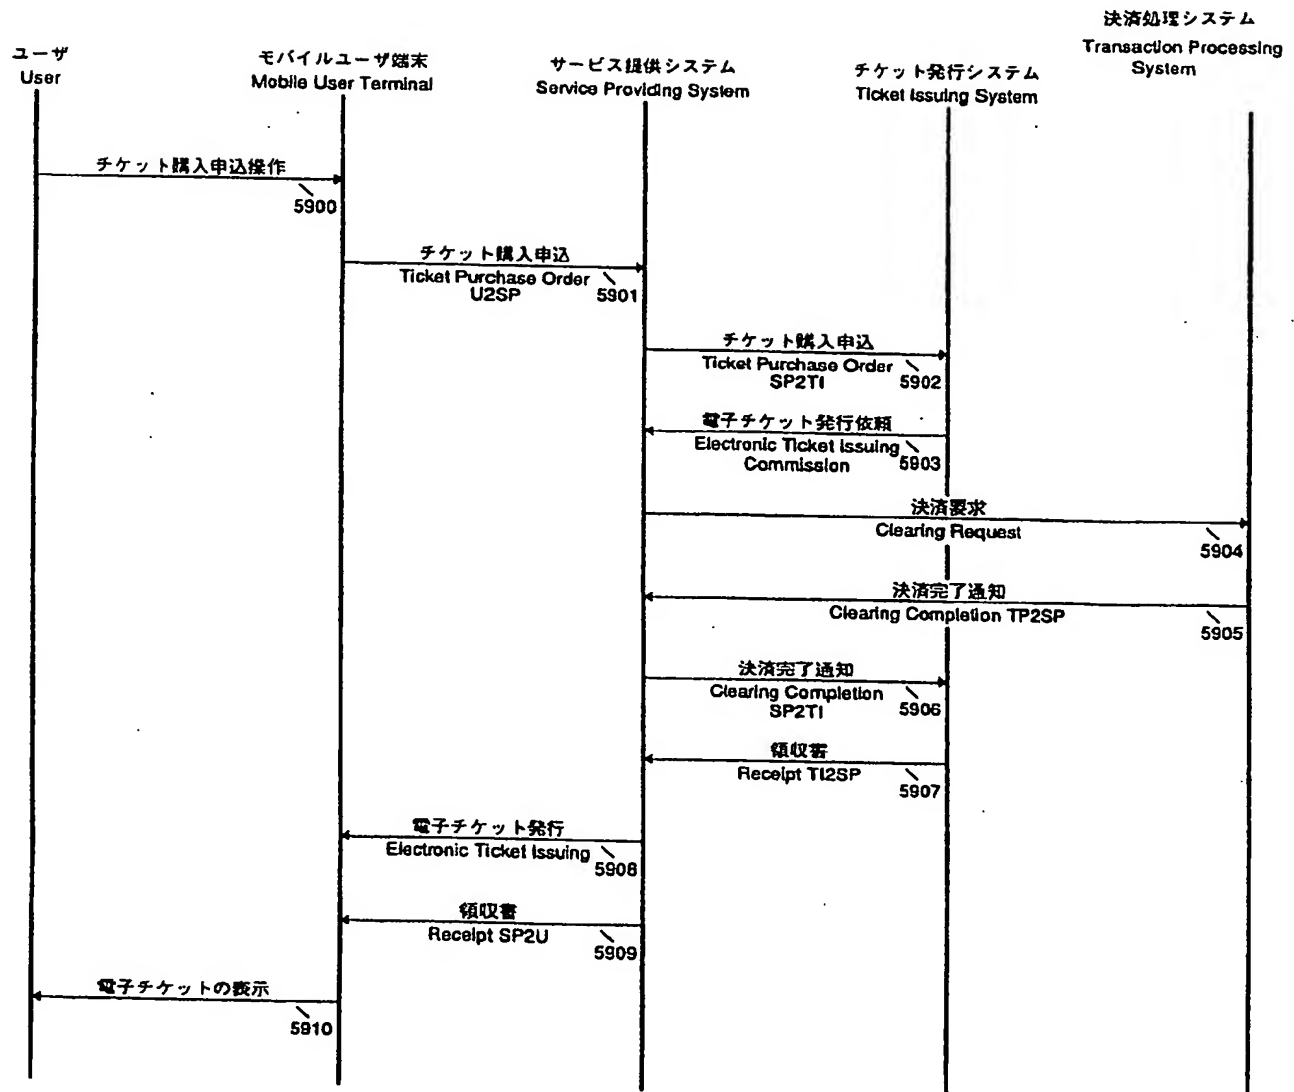 決済処理システム
Transaction Processing
System
ユーザ
User
モバイルユーザ端末
Mobile User Terminal
サービス提供システム
Service Providing System
チケット発行システム
Ticket Issuing System
チケット購入申込操作
5900
チケット購入申込
Ticket Purchase Order
U2SP
5901
チケット購入申込
Ticket Purchase Order
SP2TI
5902
電子チケット発行依頼
Electronic Ticket Issuing
Commission
5903
決済要求
Clearing Request
5904
決済完了通知
Clearing Completion TP2SP
5905
決済完了通知
Clearing Completion
SP2TI
5906
領収書
Receipt TI2SP
5907
電子チケット発行
Electronic Ticket Issuing
5908
領収書
Receipt SP2U
5909
電子チケットの表示
5910